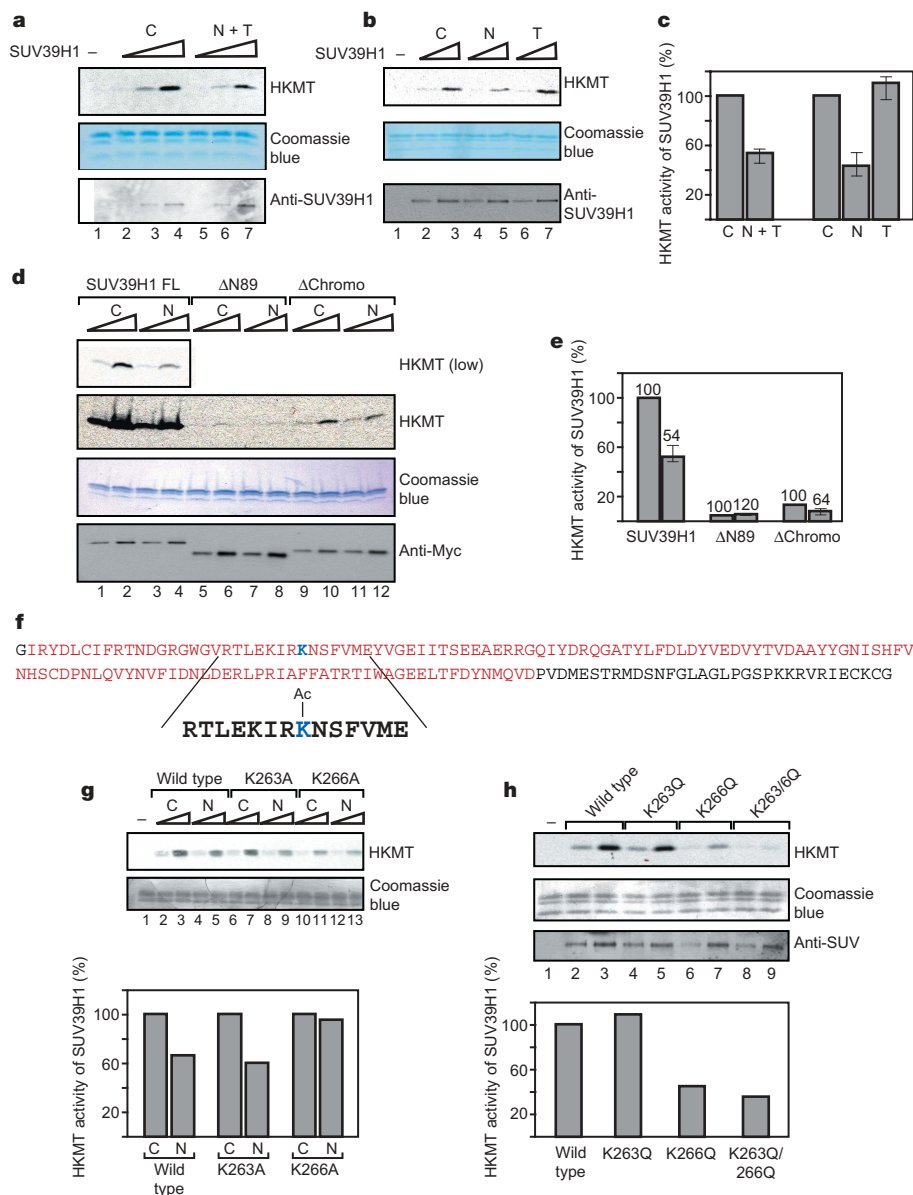 a
C
N + T
SUV39H1
–
HKMT
Coomassie
blue
Anti-SUV39H1
1 2 3 4 5 6 7
b
C
N
T
SUV39H1
–
HKMT
Coomassie
blue
Anti-
SUV39H1
1 2 3 4 5 6 7
c
HKMT activity of SUV39H1 (%)
100
60
20
C N + T C N T
d
SUV39H1 FL
ΔN89
ΔChromo
C N C N C N
HKMT (low)
HKMT
Coomassie
blue
Anti-Myc
1 2 3 4 5 6 7 8 9 10 11 12
e
HKMT activity of SUV39H1 (%)
100
60
20
100
54
100 120
100
64
SUV39H1 ΔN89 ΔChromo
f
GIRYDLCIFRTNDGRGWGVRTLEKIRKNSFVMEYVGEIITSEEAERRGQIYDRQGATYLFDLDYVEDVYTVDAAYYGNISHFV
NHSCDPNLQVYNVFIDNLDERLPRIAFFATRTIWAGEELTFDYNMQVDPVDMESTRMDSNFGLAGLPGSPKKRVRIECKCG
Ac
RTLEKIRKNSFVME
g
Wild type K263A K266A
C N C N C N
–
HKMT
Coomassie
blue
1 2 3 4 5 6 7 8 9 10 11 12 13
HKMT activity of SUV39H1 (%)
100
60
20
C N C N C N
Wild
type
K263A
K266A
h
–
Wild type
K263Q
K266Q
K263/6Q
HKMT
Coomassie
blue
Anti-SUV
1 2 3 4 5 6 7 8 9
HKMT activity of SUV39H1 (%)
100
60
20
Wild
type
K263Q
K266Q
K263Q/
266Q